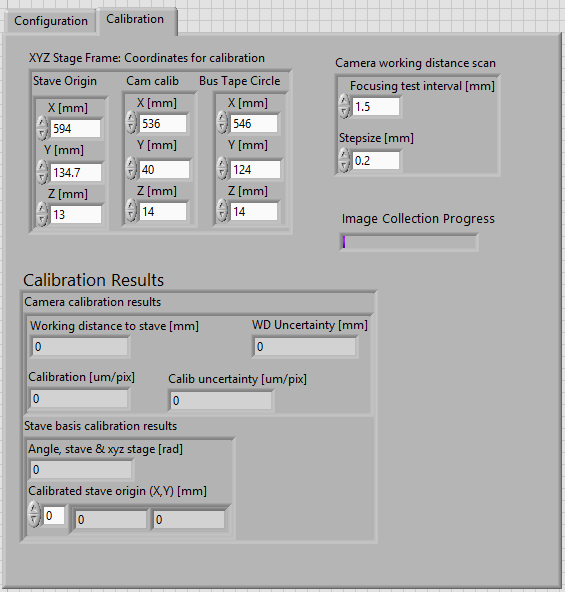 Configuration Calibration
XYZ Stage Frame: Coordinates for calibration
Stave Origin Cam calib Bus Tape Circle
X [mm] X [mm] X [mm]
594 536 546
Y [mm] Y [mm] Y [mm]
134.7 40 124
Z [mm] Z [mm] Z [mm]
13 14 14
Camera working distance scan
Focusing test interval [mm]
1.5
Stepsize [mm]
0.2
Image Collection Progress
Calibration Results
Camera calibration results
Working distance to stave [mm] WD Uncertainty [mm]
0 0
Calibration [um/pix] Calib uncertainty [um/pix]
0 0
Stave basis calibration results
Angle, stave & xyz stage [rad]
0
Calibrated stave origin (X,Y) [mm]
0 0 0